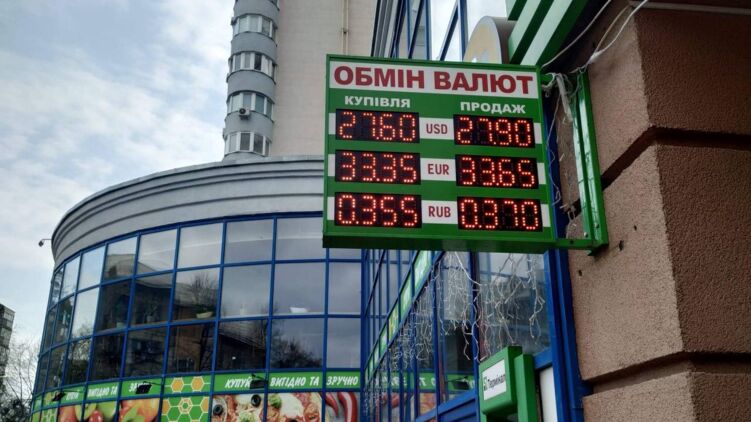 ОБМІН ВАЛЮТ
КУПІВЛЯ ПРОДАЖ
27.60 USD 27.90
33.35 EUR 33.65
0.355 RUB 0.370
Термінал
КУПУЙ ВИГІДНО ТА ЗРУЧНО